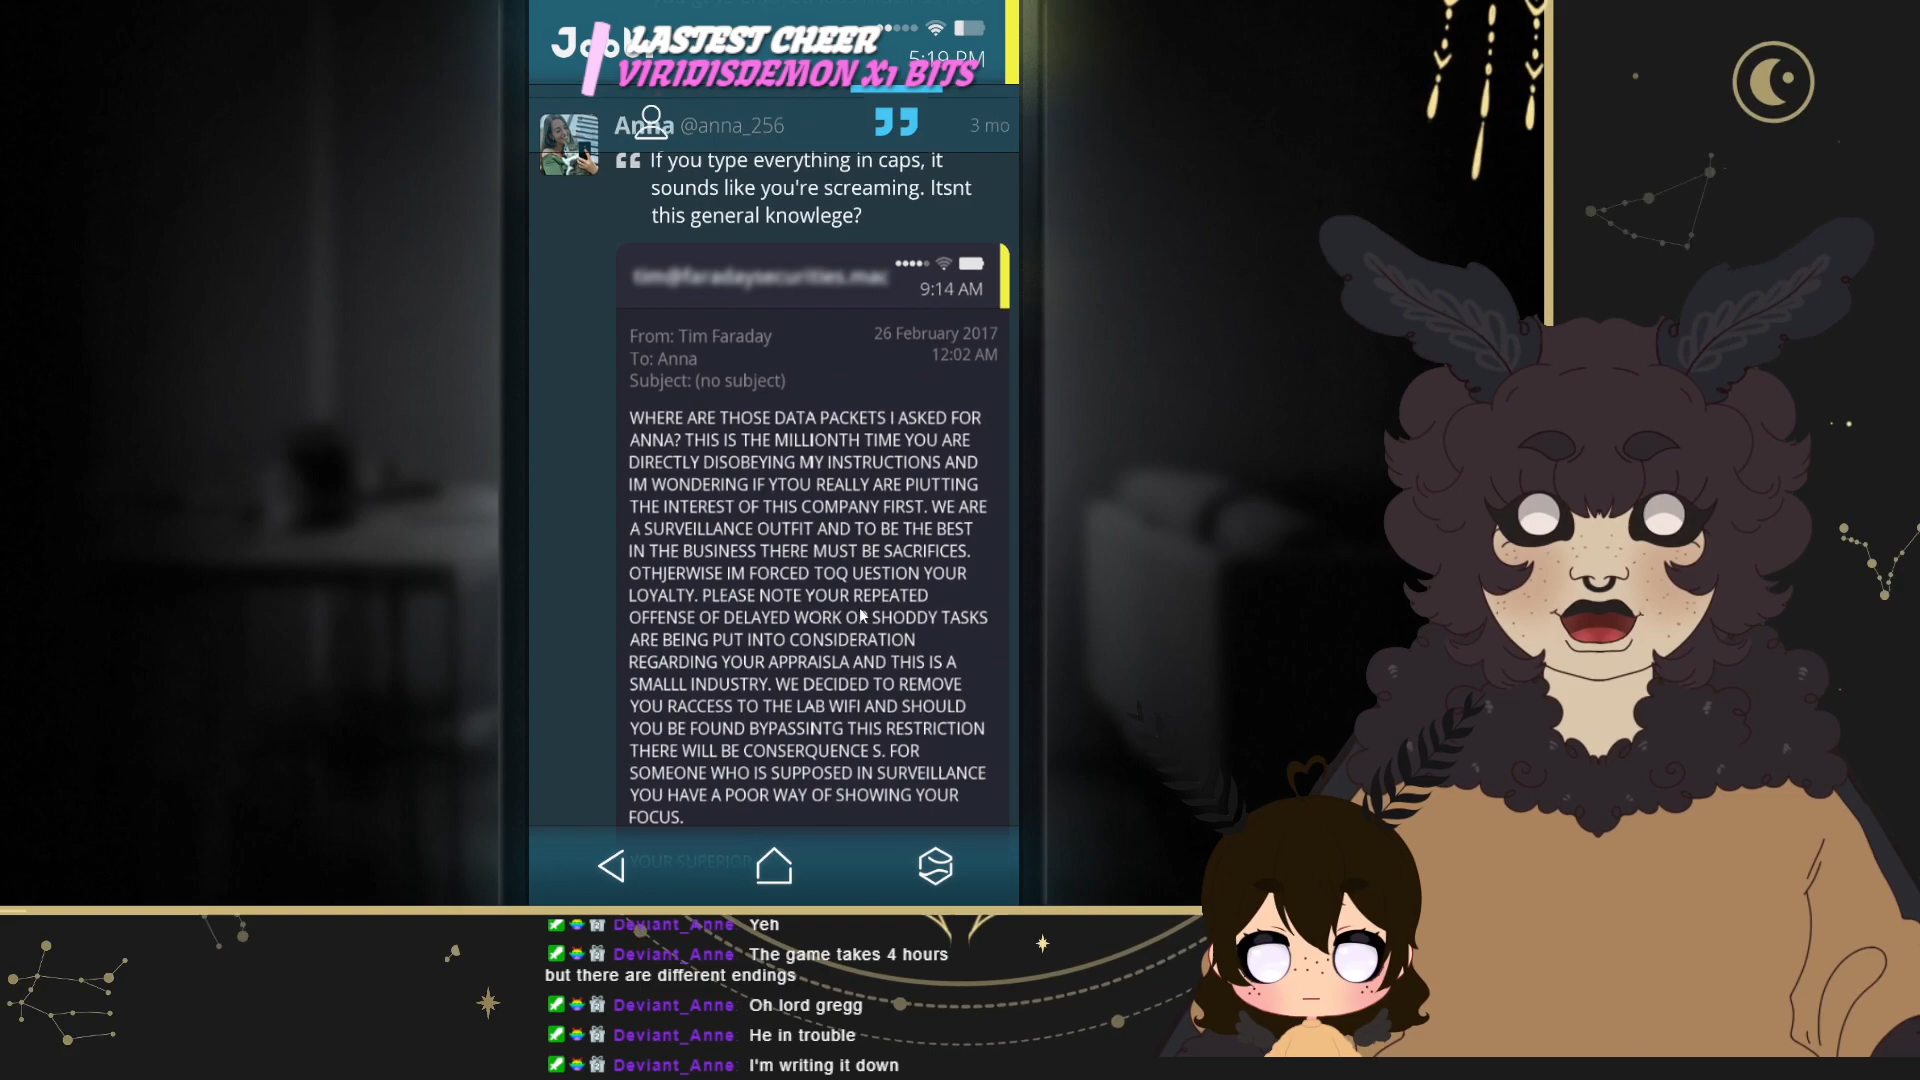 LASTEST CHEER
VIRIDISDEMON X1 BITS
5:19 PM
Anna @anna_256
3 mo
If you type everything in caps, it
sounds like you're screaming. Itsnt
this general knowlege?
tim@faradaysecurities.mac
9:14 AM
From: Tim Faraday
26 February 2017
To: Anna
12:02 AM
Subject: (no subject)
WHERE ARE THOSE DATA PACKETS I ASKED FOR
ANNA? THIS IS THE MILLIONTH TIME YOU ARE
DIRECTLY DISOBEYING MY INSTRUCTIONS AND
IM WONDERING IF YTOU REALLY ARE PIUTTING
THE INTEREST OF THIS COMPANY FIRST. WE ARE
A SURVEILLANCE OUTFIT AND TO BE THE BEST
IN THE BUSINESS THERE MUST BE SACRIFICES.
OTHJERWISE IM FORCED TOQ UESTION YOUR
LOYALTY. PLEASE NOTE YOUR REPEATED
OFFENSE OF DELAYED WORK OR SHODDY TASKS
ARE BEING PUT INTO CONSIDERATION
REGARDING YOUR APPRAISLA AND THIS IS A
SMALLL INDUSTRY. WE DECIDED TO REMOVE
YOU RACCESS TO THE LAB WIFI AND SHOULD
YOU BE FOUND BYPASSINTG THIS RESTRICTION
THERE WILL BE CONSERQUENCE S. FOR
SOMEONE WHO IS SUPPOSED IN SURVEILLANCE
YOU HAVE A POOR WAY OF SHOWING YOUR
FOCUS.
YOUR SUPERIOR
Deviant_Anne: Yeh
Deviant_Anne: The game takes 4 hours
but there are different endings
Deviant_Anne: Oh lord gregg
Deviant_Anne: He in trouble
Deviant_Anne: I'm writing it down